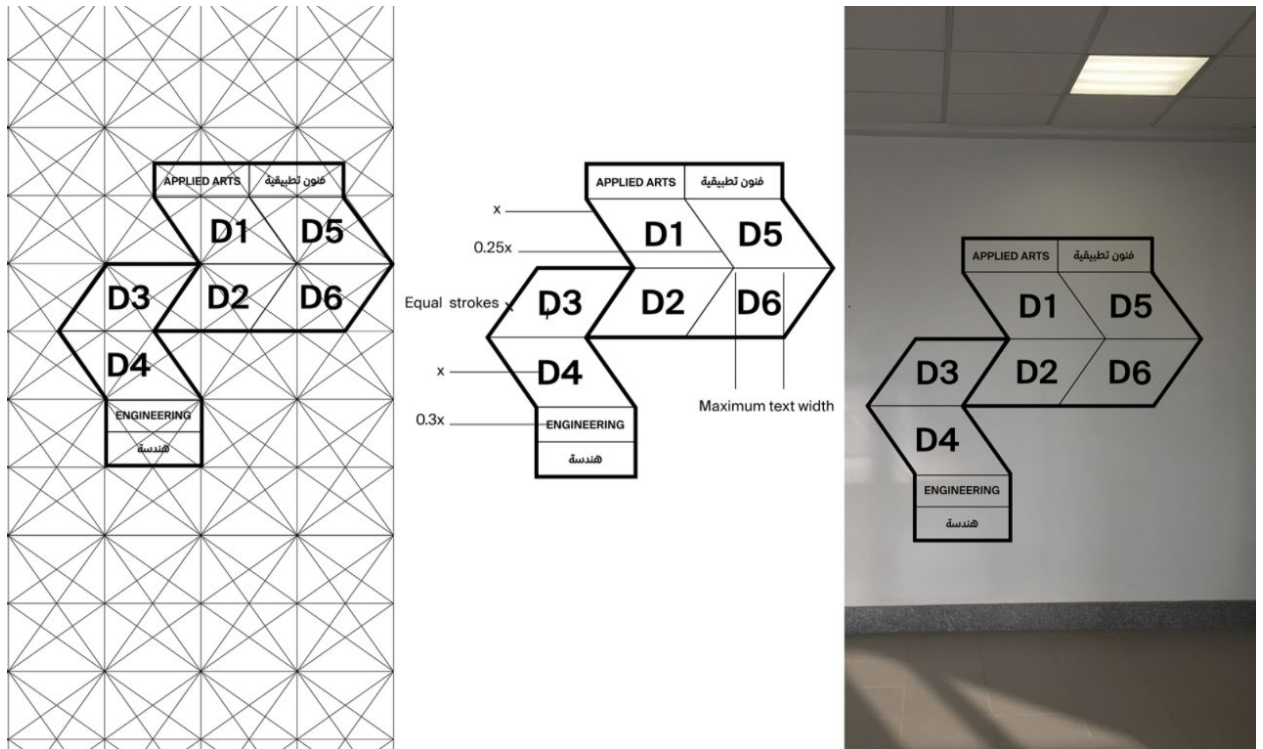 APPLIED ARTS فنون تطبيقية
D1 D5
D3 D2 D6
D4
ENGINEERING
هندسة
APPLIED ARTS فنون تطبيقية
x
D1 D5
0.25x
Equal strokes D3 D2 D6
x D4
Maximum text width
0.3x ENGINEERING
هندسة
APPLIED ARTS فنون تطبيقية
D1 D5
D3 D2 D6
D4
ENGINEERING
هندسة